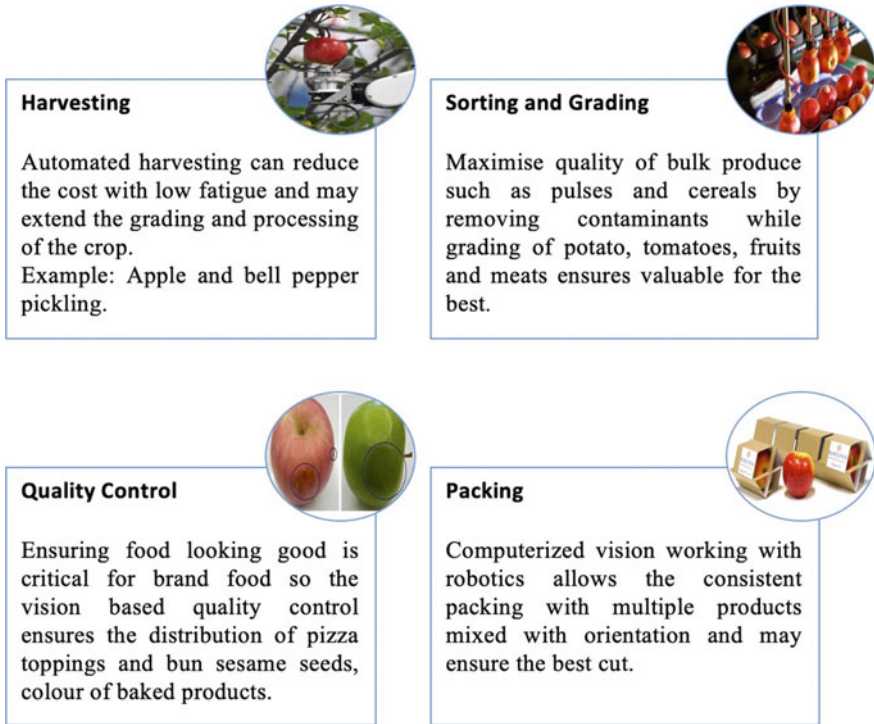 Harvesting
Automated harvesting can reduce
the cost with low fatigue and may
extend the grading and processing
of the crop.
Example: Apple and bell pepper
pickling.
Sorting and Grading
Maximise quality of bulk produce
such as pulses and cereals by
removing contaminants while
grading of potato, tomatoes, fruits
and meats ensures valuable for the
best.
Quality Control
Ensuring food looking good is
critical for brand food so the
vision based quality control
ensures the distribution of pizza
toppings and bun sesame seeds,
colour of baked products.
Packing
Computerized vision working with
robotics allows the consistent
packing with multiple products
mixed with orientation and may
ensure the best cut.